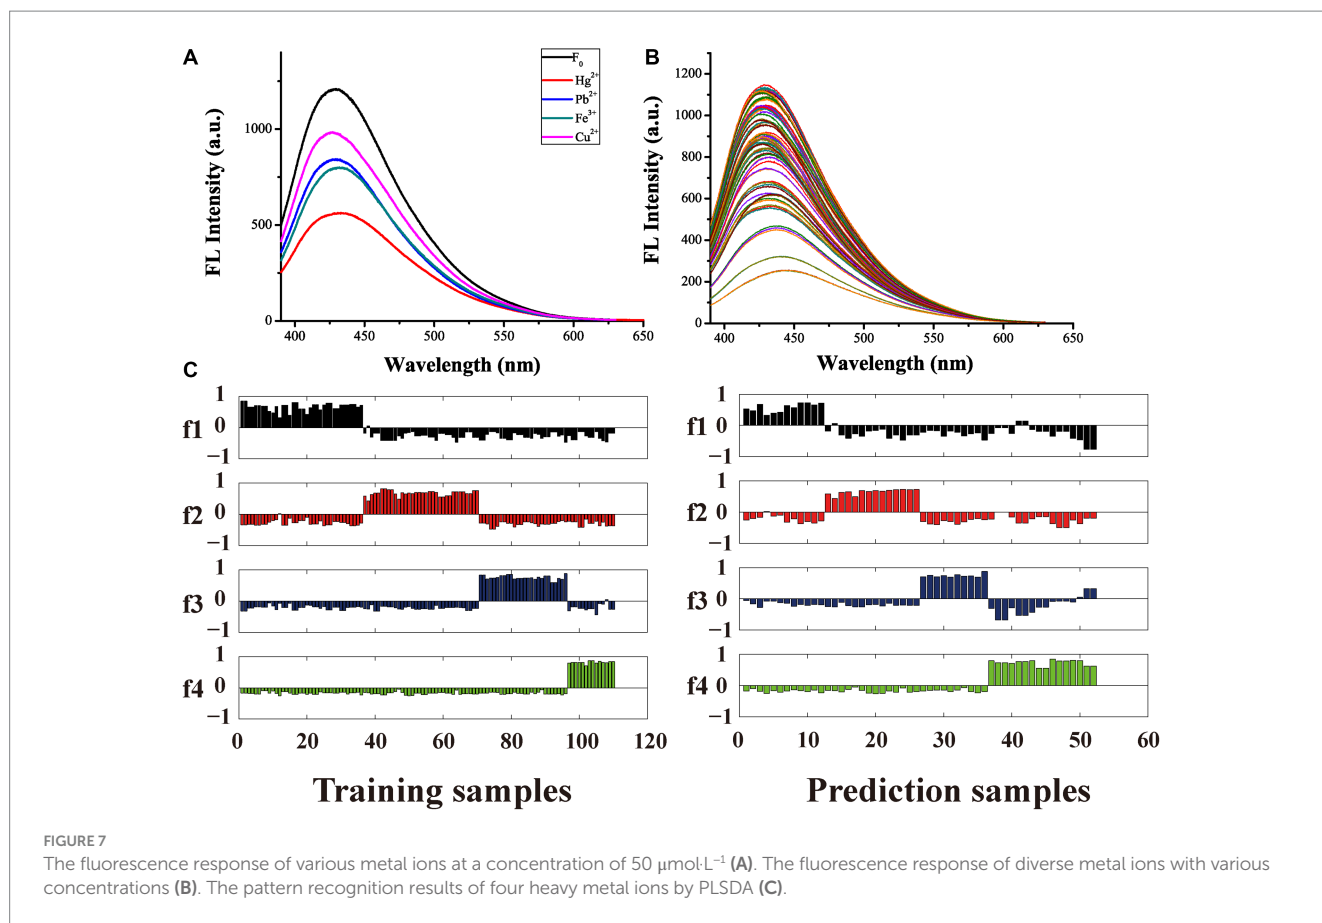 A
F0
Hg2+
Pb2+
Fe3+
Cu2+
FL Intensity (a.u.)
1000
500
0
400
450
500
550
600
650
Wavelength (nm)
B
FL Intensity (a.u.)
1200
1000
800
600
400
200
0
400
450
500
550
600
650
Wavelength (nm)
C
f1
1
0
−1
f2
1
0
−1
f3
1
0
−1
f4
1
0
−1
0
20
40
60
80
100
120
Training samples
f1
1
0
−1
f2
1
0
−1
f3
1
0
−1
f4
1
0
−1
0
10
20
30
40
50
60
Prediction samples
FIGURE 7
The fluorescence response of various metal ions at a concentration of 50 μmol·L−1 (A). The fluorescence response of diverse metal ions with various
concentrations (B). The pattern recognition results of four heavy metal ions by PLSDA (C).